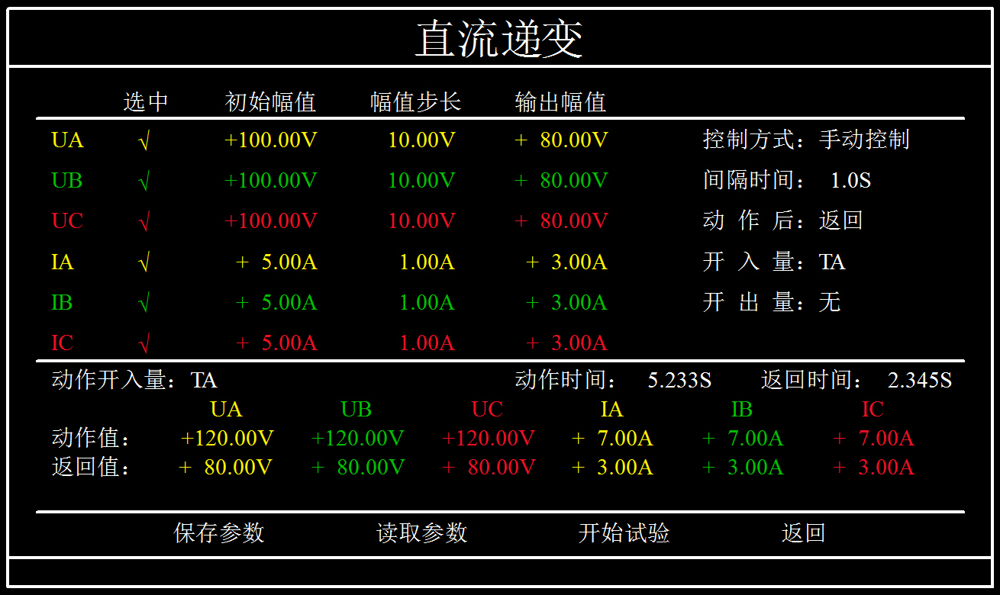 直流递变
选中 初始幅值 幅值步长 输出幅值
UA √ +100.00V 10.00V + 80.00V 控制方式：手动控制
UB √ +100.00V 10.00V + 80.00V 间隔时间： 1.0S
UC √ +100.00V 10.00V + 80.00V 动 作 后：返回
IA √ + 5.00A 1.00A + 3.00A 开 入 量：TA
IB √ + 5.00A 1.00A + 3.00A 开 出 量：无
IC √ + 5.00A 1.00A + 3.00A
动作开入量：TA 动作时间： 5.233S 返回时间： 2.345S
UA UB UC IA IB IC
动作值： +120.00V +120.00V +120.00V + 7.00A + 7.00A + 7.00A
返回值： + 80.00V + 80.00V + 80.00V + 3.00A + 3.00A + 3.00A
保存参数 读取参数 开始试验 返回